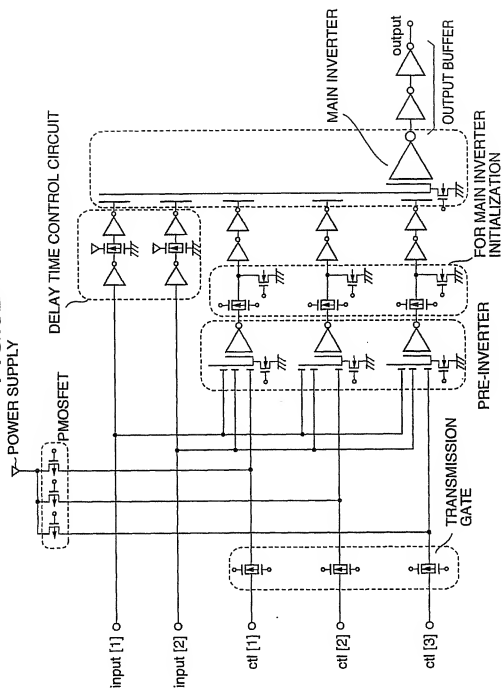 POWER SUPPLY
PMOSFET
DELAY TIME CONTROL CIRCUIT
MAIN INVERTER
output
OUTPUT BUFFER
FOR MAIN INVERTER
INITIALIZATION
PRE-INVERTER
TRANSMISSION
GATE
input [1]
input [2]
ctl [1]
ctl [2]
ctl [3]